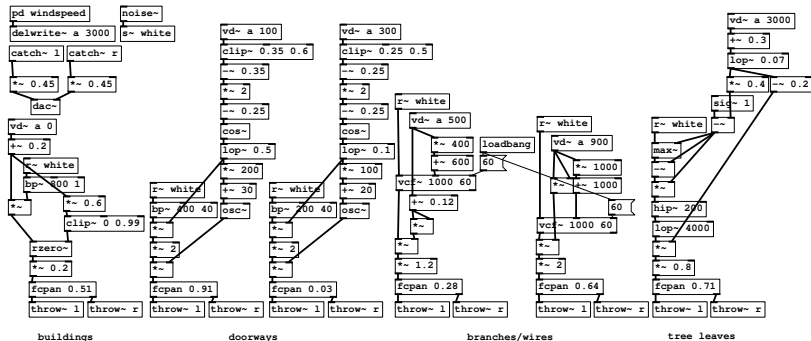 pd windspeed
delwrite~ a 3000
noise~
s~ white
catch~ l
catch~ r
*~ 0.45
*~ 0.45
dac~
vd~ a 0
+~ 0.2
r~ white
bp~ 800 1
*~ 0.6
*~
clip~ 0 0.99
rzero~
*~ 0.2
fcpan 0.51
throw~ l
throw~ r
buildings
vd~ a 100
clip~ 0.35 0.6
-~ 0.35
*~ 2
-~ 0.25
cos~
lop~ 0.5
*~ 200
+~ 30
osc~
r~ white
bp~ 400 40
*~
*~ 2
*~
fcpan 0.91
throw~ l
throw~ r
vd~ a 300
clip~ 0.25 0.5
-~ 0.25
*~ 2
-~ 0.25
cos~
lop~ 0.1
*~ 100
+~ 20
osc~
r~ white
bp~ 200 40
*~
*~ 2
*~
fcpan 0.03
throw~ l
throw~ r
doorways
r~ white
vd~ a 500
*~ 400
+~ 600
loadbang
60
vcf~ 1000 60
+~ 0.12
*~
*~
*~ 1.2
fcpan 0.28
throw~ l
throw~ r
r~ white
vd~ a 900
*~ 1000
*~
+~ 1000
60
vcf~ 1000 60
*~
*~ 2
fcpan 0.64
throw~ l
throw~ r
branches/wires
vd~ a 3000
+~ 0.3
lop~ 0.07
*~ 0.4
-~ 0.2
sig~ 1
r~ white
-~
max~
-~
*~
hip~ 200
lop~ 4000
*~
*~ 0.8
fcpan 0.71
throw~ l
throw~ r
tree leaves